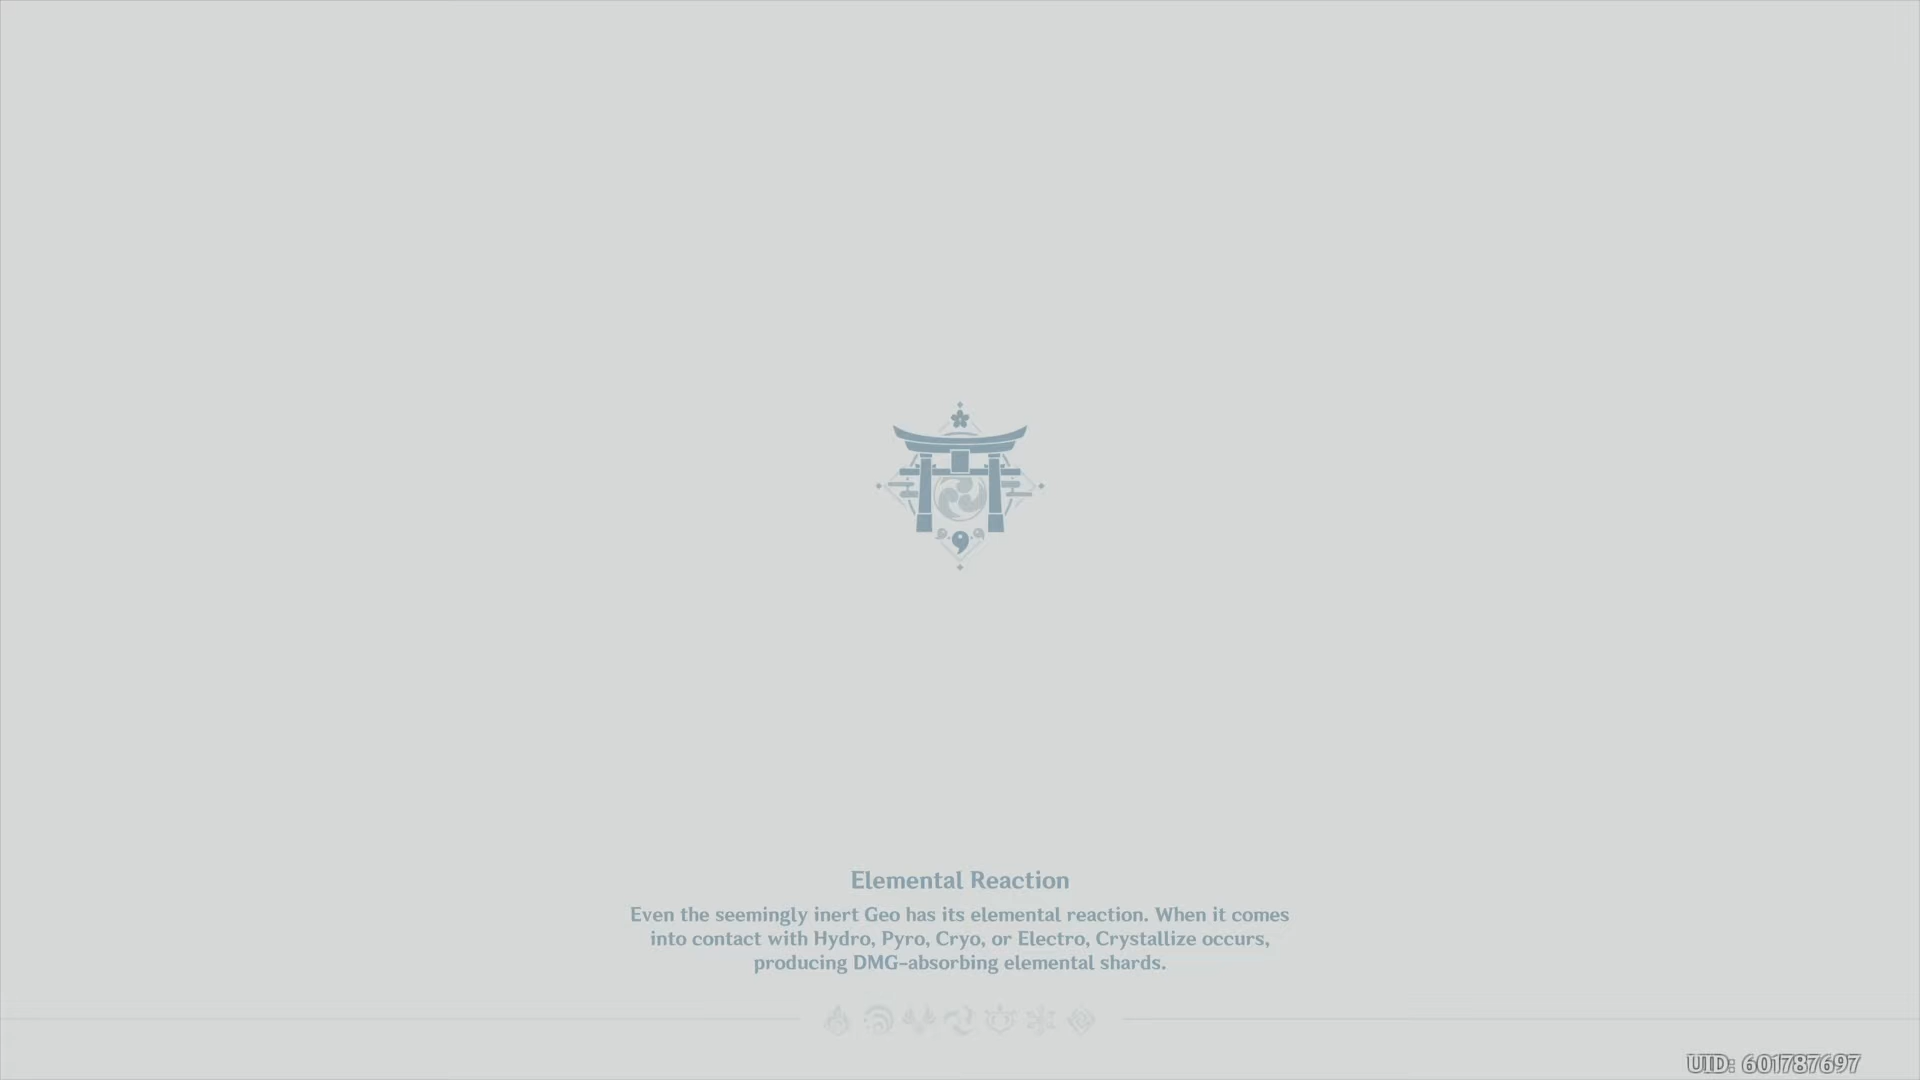 Elemental Reaction
Even the seemingly inert Geo has its elemental reaction. When it comes
into contact with Hydro, Pyro, Cryo, or Electro, Crystallize occurs,
producing DMG-absorbing elemental shards.
UID: 601787697